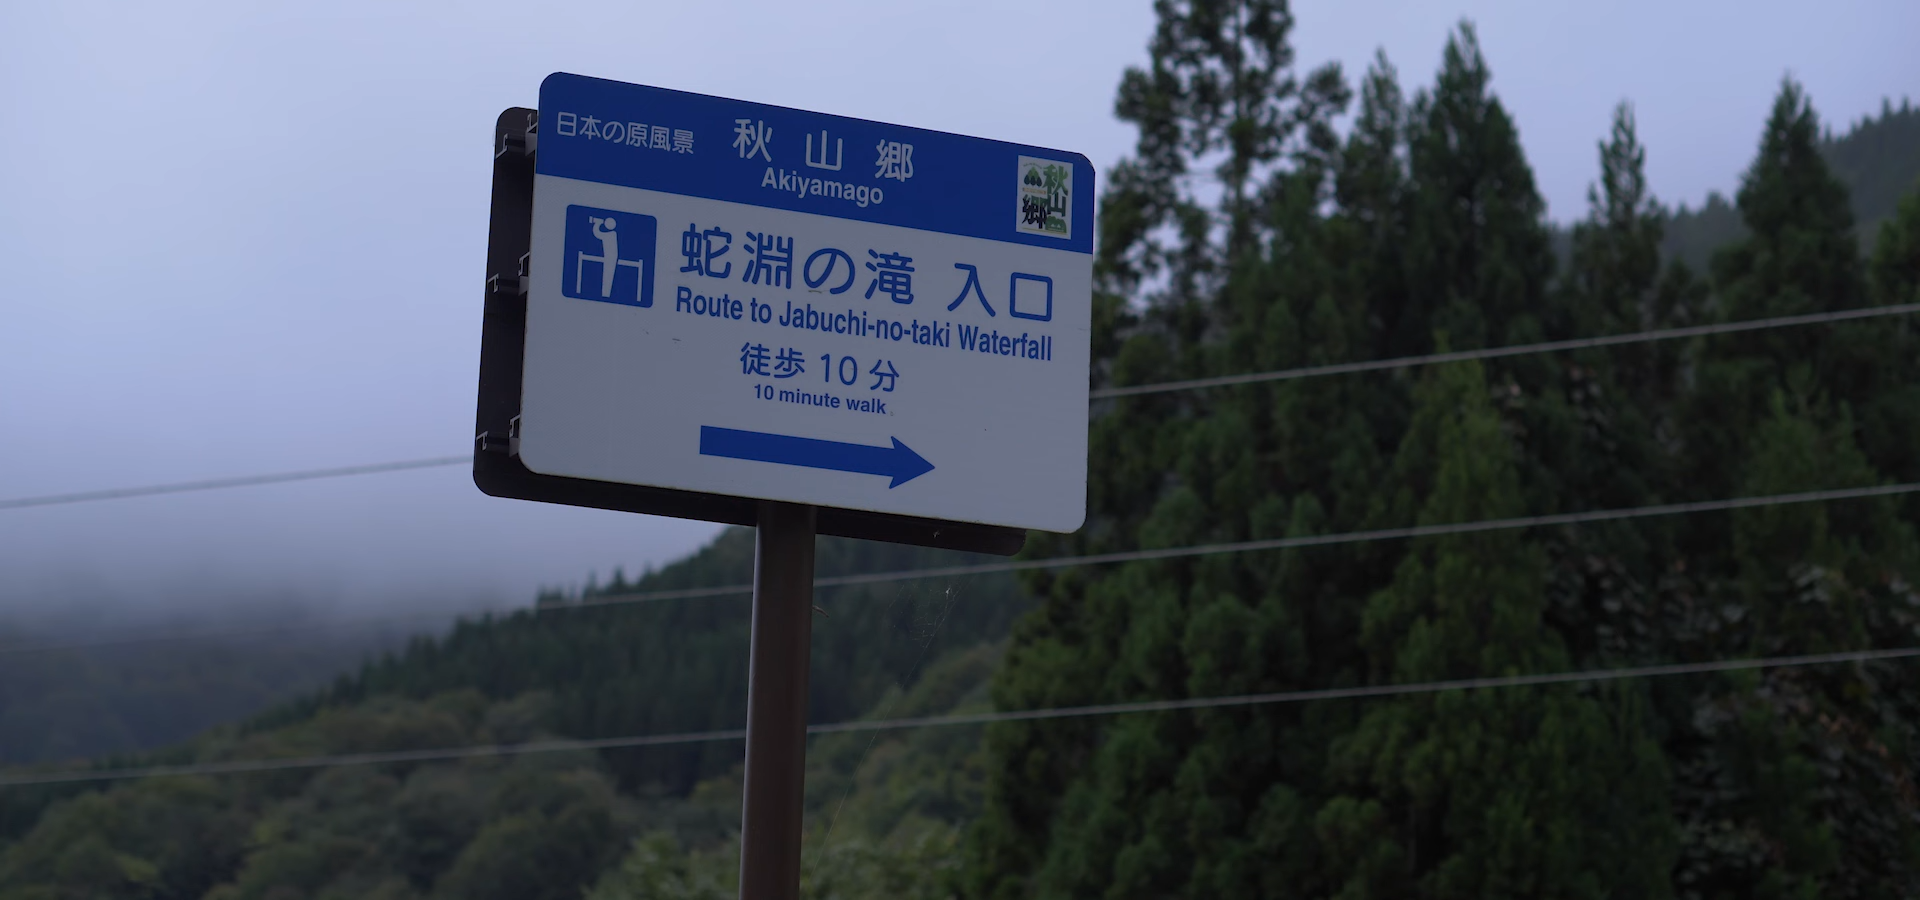 日本の原風景 秋山郷
Akiyamago
秋山郷
蛇淵の滝 入口
Route to Jabuchi-no-taki Waterfall
徒歩 10 分
10 minute walk